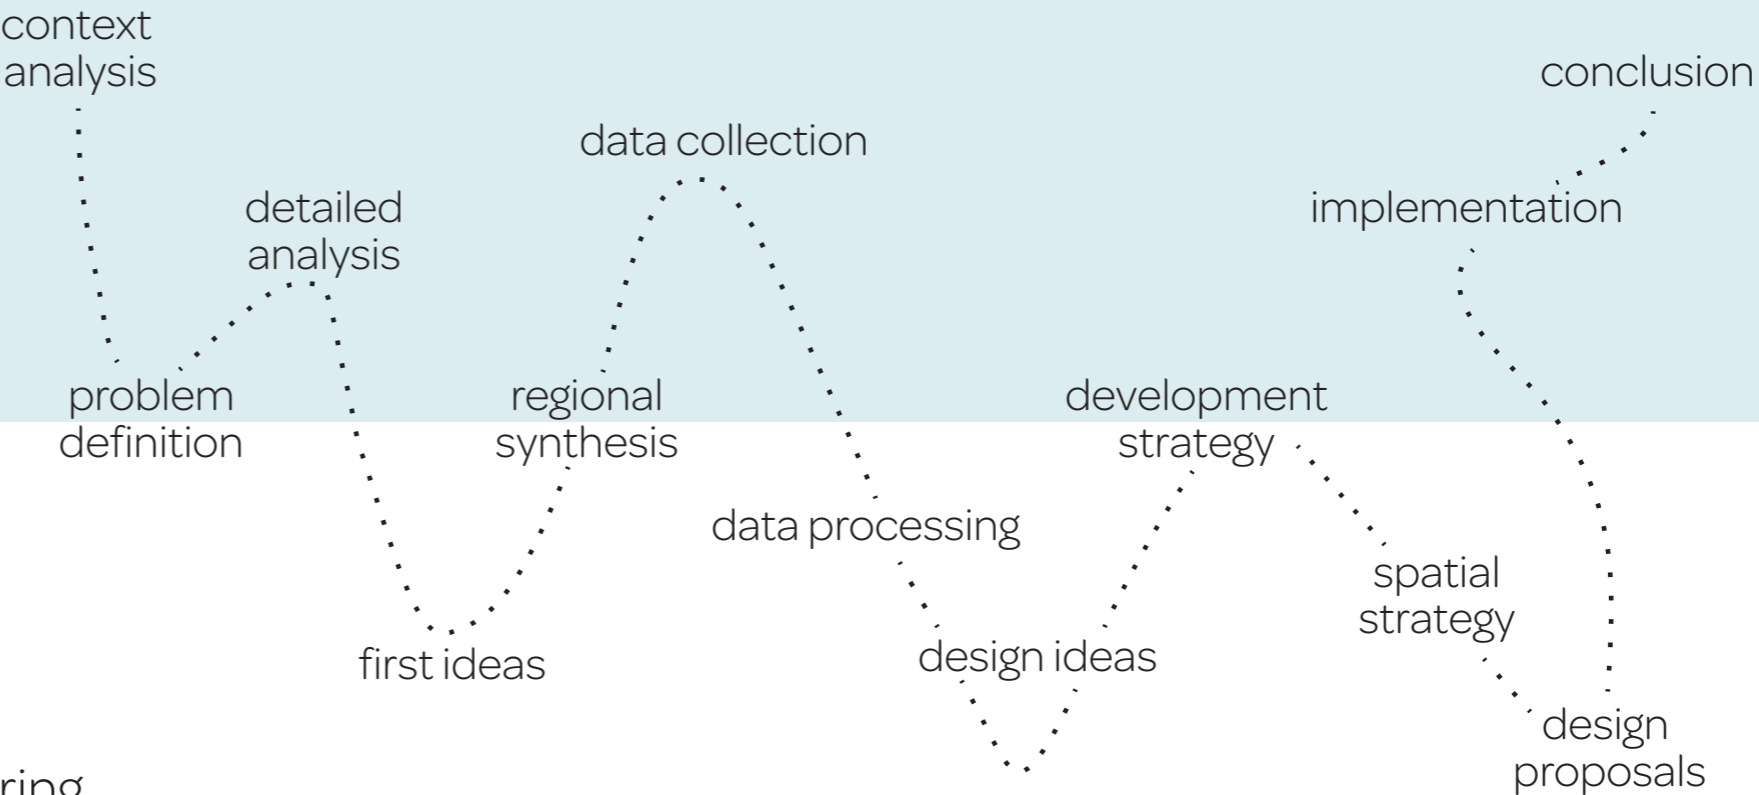 context
analysis
conclusion
data collection
detailed
analysis
implementation
problem
definition
regional
synthesis
development
strategy
data processing
spatial
strategy
first ideas
design ideas
design
proposals
ring